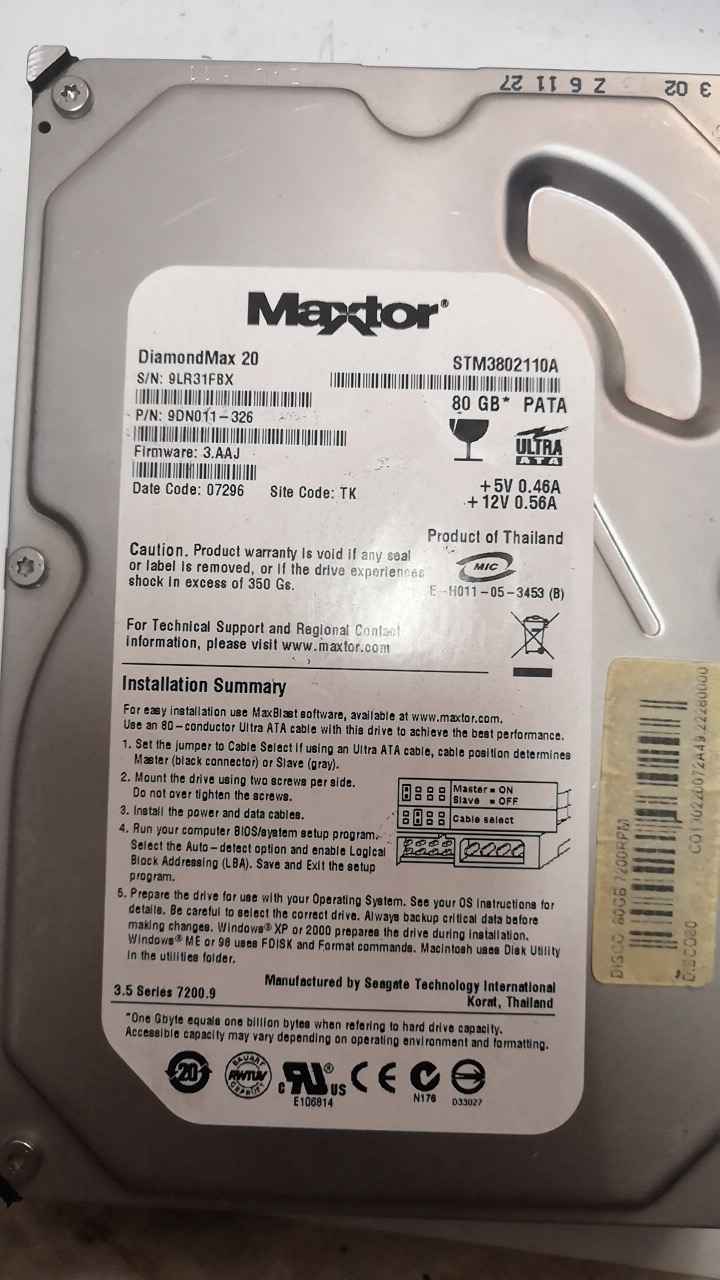 3 02 Z 6 11 27
Maxtor®
DiamondMax 20
STM3802110A
S/N: 9LR31FBX
80 GB* PATA
P/N: 9DN011-326
ULTRA
ATA
Firmware: 3.AAJ
+5V 0.46A
Date Code: 07296 Site Code: TK
+12V 0.56A
Product of Thailand
Caution. Product warranty is void if any seal
or label is removed, or if the drive experiences
shock in excess of 350 Gs.
MIC
E-H011-05-3453 (B)
For Technical Support and Regional Contact
information, please visit www.maxtor.com
Installation Summary
For easy installation use MaxBlast software, available at www.maxtor.com.
Use an 80-conductor Ultra ATA cable with this drive to achieve the best performance.
1. Set the jumper to Cable Select if using an Ultra ATA cable, cable position determines
Master (black connector) or Slave (gray).
2. Mount the drive using two screws per side.
Do not over tighten the screws.
Master = ON
Slave = OFF
3. Install the power and data cables.
Cable select
4. Run your computer BIOS/system setup program.
Select the Auto-detect option and enable Logical
Block Addressing (LBA). Save and Exit the setup
program.
5. Prepare the drive for use with your Operating System. See your OS instructions for
details. Be careful to select the correct drive. Always backup critical data before
making changes. Windows® XP or 2000 prepares the drive during installation.
Windows® ME or 98 uses FDISK and Format commands. Macintosh uses Disk Utility
in the utilities folder.
Manufactured by Seagate Technology International
3.5 Series 7200.9
Korat, Thailand
*One Gbyte equals one billion bytes when refering to hard drive capacity.
Accessible capacity may vary depending on operating environment and formatting.
20
BAUART
RWTUV
GEPRÜFT
c RU® US
E106814
CE
N176
D33027
DISCO 80GB 7200RPM
DISCO80